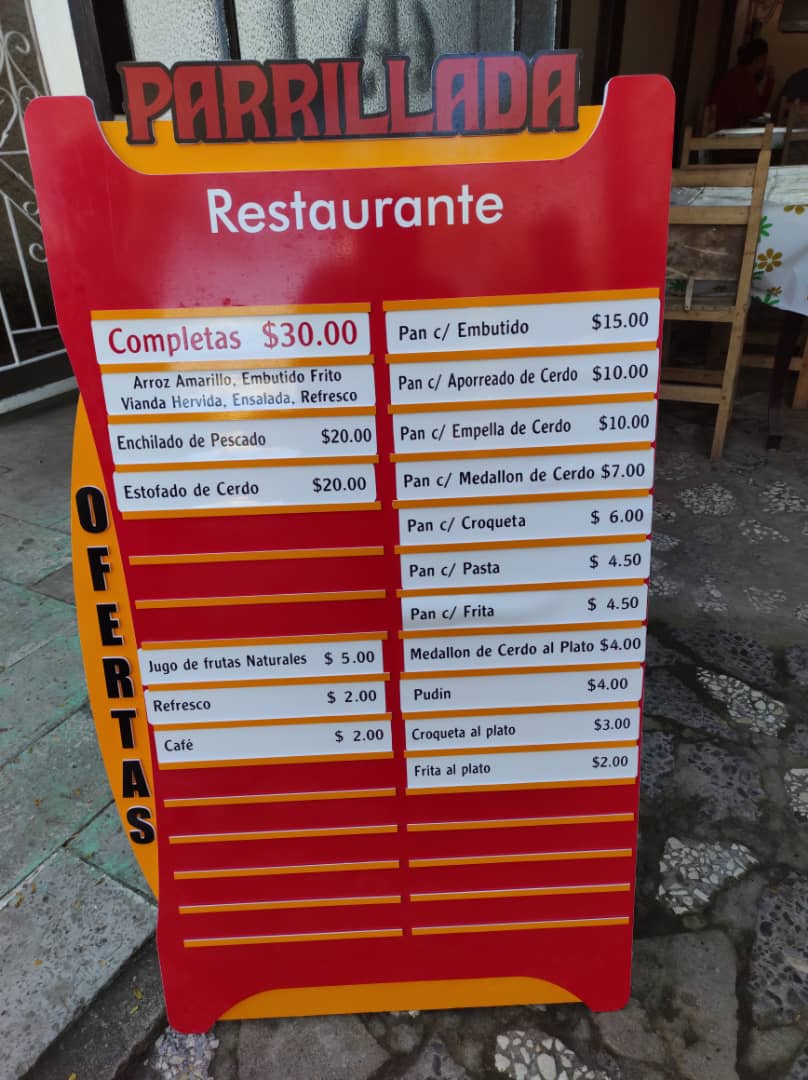 PARRILLADA
Restaurante
Completas $30.00
Arroz Amarillo, Embutido Frito
Vianda Hervida, Ensalada, Refresco
Enchilado de Pescado $20.00
Estofado de Cerdo $20.00
Jugo de frutas Naturales $ 5.00
Refresco $ 2.00
Café $ 2.00
Pan c/ Embutido $15.00
Pan c/ Aporreado de Cerdo $10.00
Pan c/ Empella de Cerdo $10.00
Pan c/ Medallon de Cerdo $7.00
Pan c/ Croqueta $ 6.00
Pan c/ Pasta $ 4.50
Pan c/ Frita $ 4.50
Medallon de Cerdo al Plato $4.00
Pudin $4.00
Croqueta al plato $3.00
Frita al plato $2.00
OFERTAS